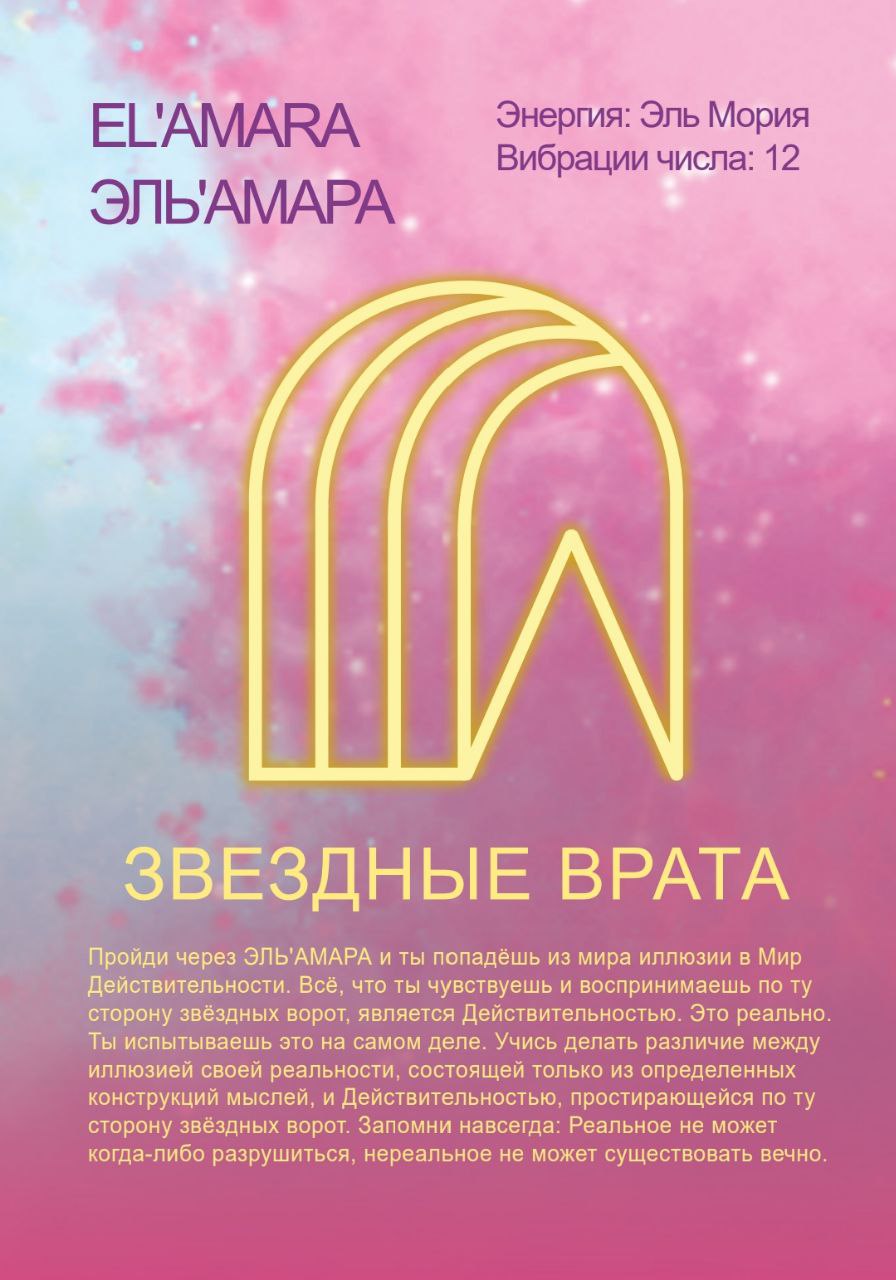 EL'AMARA
ЭЛЬ'АМАРА
Энергия: Эль Мория
Вибрации числа: 12
ЗВЕЗДНЫЕ ВРАТА
Пройди через ЭЛЬ'АМАРА и ты попадёшь из мира иллюзии в Мир
Действительности. Всё, что ты чувствуешь и воспринимаешь по ту
сторону звёздных ворот, является Действительностью. Это реально.
Ты испытываешь это на самом деле. Учись делать различие между
иллюзией своей реальности, состоящей только из определенных
конструкций мыслей, и Действительностью, простирающейся по ту
сторону звёздных ворот. Запомни навсегда: Реальное не может
когда-либо разрушиться, нереальное не может существовать вечно.